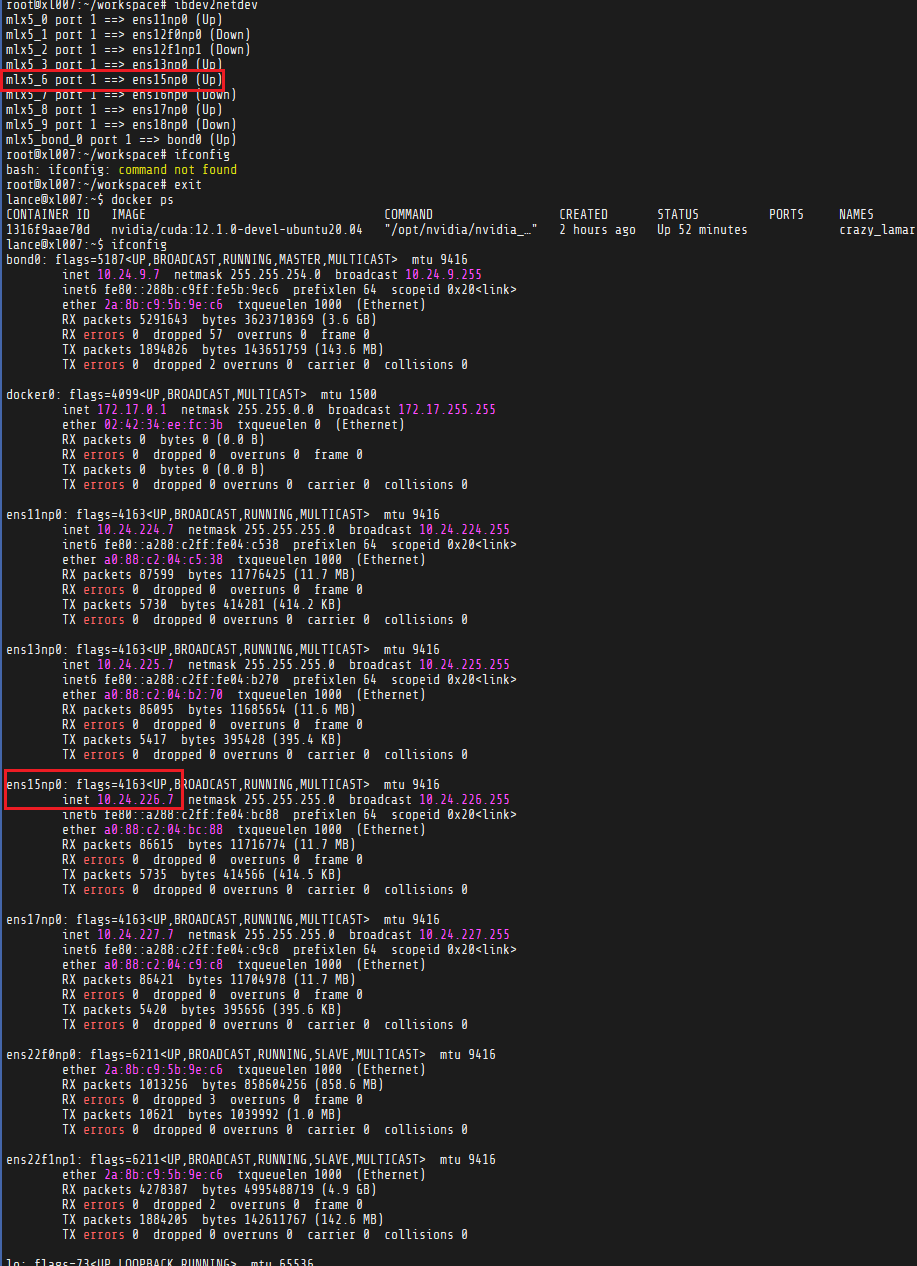 root@xl007:~/workspace# ibdev2netdev
mlx5_0 port 1 ==> ens11np0 (Up)
mlx5_1 port 1 ==> ens12f0np0 (Down)
mlx5_2 port 1 ==> ens12f1np1 (Down)
mlx5_3 port 1 ==> ens13np0 (Up)
mlx5_6 port 1 ==> ens15np0 (Up)
mlx5_7 port 1 ==> ens16np0 (Down)
mlx5_8 port 1 ==> ens17np0 (Up)
mlx5_9 port 1 ==> ens18np0 (Down)
mlx5_bond_0 port 1 ==> bond0 (Up)
root@xl007:~/workspace# ifconfig
bash: ifconfig: command not found
root@xl007:~/workspace# exit
lance@xl007:~$ docker ps
CONTAINER ID   IMAGE                                  COMMAND                  CREATED       STATUS          PORTS     NAMES
1316f9aae70d   nvidia/cuda:12.1.0-devel-ubuntu20.04   "/opt/nvidia/nvidia_…"   2 hours ago   Up 52 minutes             crazy_lamar
lance@xl007:~$ ifconfig
bond0: flags=5187<UP,BROADCAST,RUNNING,MASTER,MULTICAST>  mtu 9416
        inet 10.24.9.7  netmask 255.255.254.0  broadcast 10.24.9.255
        inet6 fe80::288b:c9ff:fe5b:9ec6  prefixlen 64  scopeid 0x20<link>
        ether 2a:8b:c9:5b:9e:c6  txqueuelen 1000  (Ethernet)
        RX packets 5291643  bytes 3623710369 (3.6 GB)
        RX errors 0  dropped 57  overruns 0  frame 0
        TX packets 1894826  bytes 143651759 (143.6 MB)
        TX errors 0  dropped 2 overruns 0  carrier 0  collisions 0
docker0: flags=4099<UP,BROADCAST,MULTICAST>  mtu 1500
        inet 172.17.0.1  netmask 255.255.0.0  broadcast 172.17.255.255
        ether 02:42:34:ee:fc:3b  txqueuelen 0  (Ethernet)
        RX packets 0  bytes 0 (0.0 B)
        RX errors 0  dropped 0  overruns 0  frame 0
        TX packets 0  bytes 0 (0.0 B)
        TX errors 0  dropped 0 overruns 0  carrier 0  collisions 0
ens11np0: flags=4163<UP,BROADCAST,RUNNING,MULTICAST>  mtu 9416
        inet 10.24.224.7  netmask 255.255.255.0  broadcast 10.24.224.255
        inet6 fe80::a288:c2ff:fe04:c538  prefixlen 64  scopeid 0x20<link>
        ether a0:88:c2:04:c5:38  txqueuelen 1000  (Ethernet)
        RX packets 87599  bytes 11776425 (11.7 MB)
        RX errors 0  dropped 0  overruns 0  frame 0
        TX packets 5730  bytes 414281 (414.2 KB)
        TX errors 0  dropped 0 overruns 0  carrier 0  collisions 0
ens13np0: flags=4163<UP,BROADCAST,RUNNING,MULTICAST>  mtu 9416
        inet 10.24.225.7  netmask 255.255.255.0  broadcast 10.24.225.255
        inet6 fe80::a288:c2ff:fe04:b270  prefixlen 64  scopeid 0x20<link>
        ether a0:88:c2:04:b2:70  txqueuelen 1000  (Ethernet)
        RX packets 86095  bytes 11685654 (11.6 MB)
        RX errors 0  dropped 0  overruns 0  frame 0
        TX packets 5417  bytes 395428 (395.4 KB)
        TX errors 0  dropped 0 overruns 0  carrier 0  collisions 0
ens15np0: flags=4163<UP,BROADCAST,RUNNING,MULTICAST>  mtu 9416
        inet 10.24.226.7  netmask 255.255.255.0  broadcast 10.24.226.255
        inet6 fe80::a288:c2ff:fe04:bc88  prefixlen 64  scopeid 0x20<link>
        ether a0:88:c2:04:bc:88  txqueuelen 1000  (Ethernet)
        RX packets 86615  bytes 11716774 (11.7 MB)
        RX errors 0  dropped 0  overruns 0  frame 0
        TX packets 5735  bytes 414566 (414.5 KB)
        TX errors 0  dropped 0 overruns 0  carrier 0  collisions 0
ens17np0: flags=4163<UP,BROADCAST,RUNNING,MULTICAST>  mtu 9416
        inet 10.24.227.7  netmask 255.255.255.0  broadcast 10.24.227.255
        inet6 fe80::a288:c2ff:fe04:c9c8  prefixlen 64  scopeid 0x20<link>
        ether a0:88:c2:04:c9:c8  txqueuelen 1000  (Ethernet)
        RX packets 86421  bytes 11704978 (11.7 MB)
        RX errors 0  dropped 0  overruns 0  frame 0
        TX packets 5420  bytes 395656 (395.6 KB)
        TX errors 0  dropped 0 overruns 0  carrier 0  collisions 0
ens22f0np0: flags=6211<UP,BROADCAST,RUNNING,SLAVE,MULTICAST>  mtu 9416
        ether 2a:8b:c9:5b:9e:c6  txqueuelen 1000  (Ethernet)
        RX packets 1013256  bytes 858604256 (858.6 MB)
        RX errors 0  dropped 3  overruns 0  frame 0
        TX packets 10621  bytes 1039992 (1.0 MB)
        TX errors 0  dropped 0 overruns 0  carrier 0  collisions 0
ens22f1np1: flags=6211<UP,BROADCAST,RUNNING,SLAVE,MULTICAST>  mtu 9416
        ether 2a:8b:c9:5b:9e:c6  txqueuelen 1000  (Ethernet)
        RX packets 4278387  bytes 4995488719 (4.9 GB)
        RX errors 0  dropped 2  overruns 0  frame 0
        TX packets 1884205  bytes 142611767 (142.6 MB)
        TX errors 0  dropped 0 overruns 0  carrier 0  collisions 0
lo: flags=73<UP,LOOPBACK,RUNNING>  mtu 65536